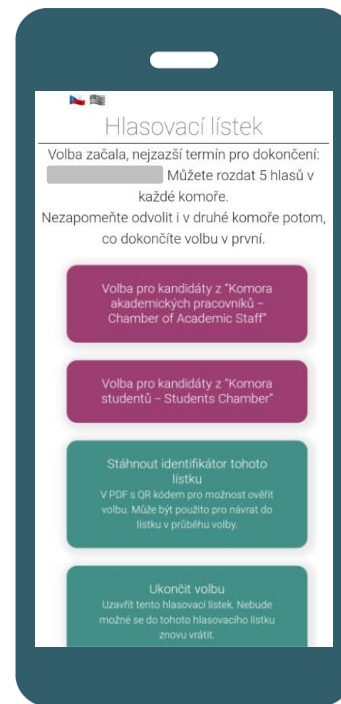 Hlasovací lístek
Volba začala, nejzazší termín pro dokončení:
Můžete rozdat 5 hlasů v
každé komoře.
Nezapomeňte odvolit i v druhé komoře potom,
co dokončíte volbu v první.
Volba pro kandidáty z "Komora
akademických pracovníků –
Chamber of Academic Staff"
Volba pro kandidáty z "Komora
studentů – Students Chamber"
Stáhnout identifikátor tohoto
lístku
V PDF s QR kódem pro možnost ověřit
volbu. Může být použito pro návrat do
lístku v průběhu volby.
Ukončit volbu
Uzavřít tento hlasovací lístek. Nebude
možné se do tohoto hlasovacího lístku
znovu vrátit.